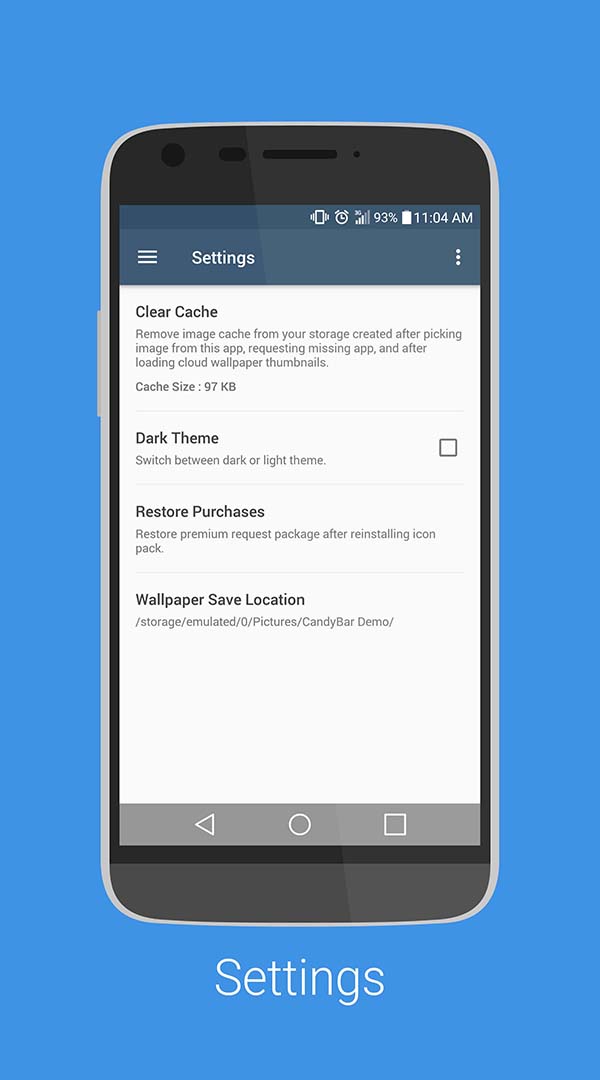 3G 93% 11:04 AM
Settings
Clear Cache
Remove image cache from your storage created after picking
image from this app, requesting missing app, and after
loading cloud wallpaper thumbnails.
Cache Size : 97 KB
Dark Theme
Switch between dark or light theme.
Restore Purchases
Restore premium request package after reinstalling icon
pack.
Wallpaper Save Location
/storage/emulated/0/Pictures/CandyBar Demo/
Settings